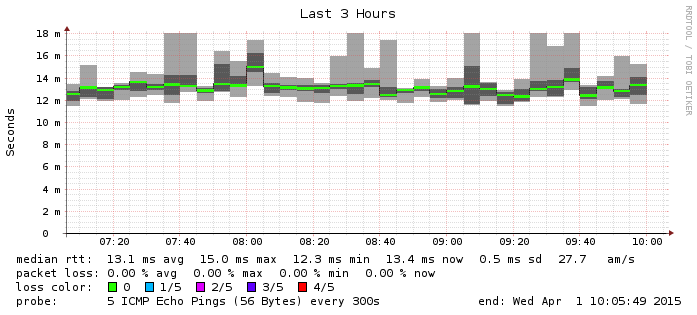 Last 3 Hours
RRDTOOL / TOBI OETIKER
Seconds
18 m
16 m
14 m
12 m
10 m
8 m
6 m
4 m
2 m
0
07:20 07:40 08:00 08:20 08:40 09:00 09:20 09:40 10:00
median rtt: 13.1 ms avg 15.0 ms max 12.3 ms min 13.4 ms now 0.5 ms sd 27.7 am/s
packet loss: 0.00 % avg 0.00 % max 0.00 % min 0.00 % now
loss color: 0 1/5 2/5 3/5 4/5
probe: 5 ICMP Echo Pings (56 Bytes) every 300s end: Wed Apr 1 10:05:49 2015